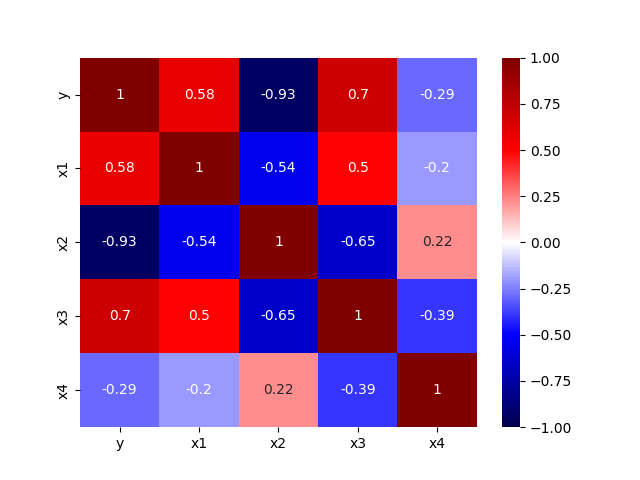 y 1 0.58 -0.93 0.7 -0.29
x1 0.58 1 -0.54 0.5 -0.2
x2 -0.93 -0.54 1 -0.65 0.22
x3 0.7 0.5 -0.65 1 -0.39
x4 -0.29 -0.2 0.22 -0.39 1
y x1 x2 x3 x4
1.00
0.75
0.50
0.25
0.00
−0.25
−0.50
−0.75
−1.00